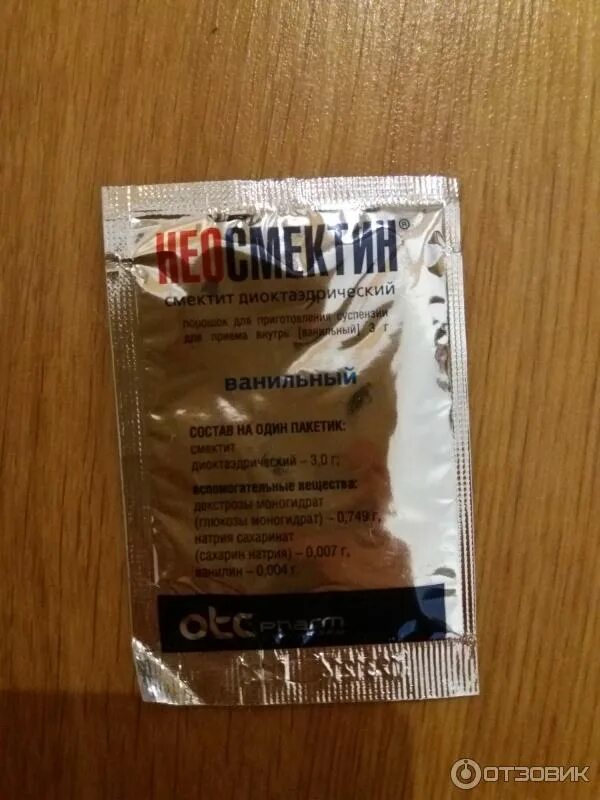 НЕОСМЕКТИН®
смектит диоктаэдрический
порошок для приготовления суспензии
для приема внутрь (ванильный) 3 г
ванильный
СОСТАВ НА ОДИН ПАКЕТИК:
смектит
диоктаэдрический – 3,0 г;
вспомогательные вещества:
декстрозы моногидрат
(глюкозы моногидрат) – 0,749 г,
натрия сахаринат
(сахарин натрия) – 0,007 г,
ванилин – 0,004 г.
otc pharm
ОТЗОВИК